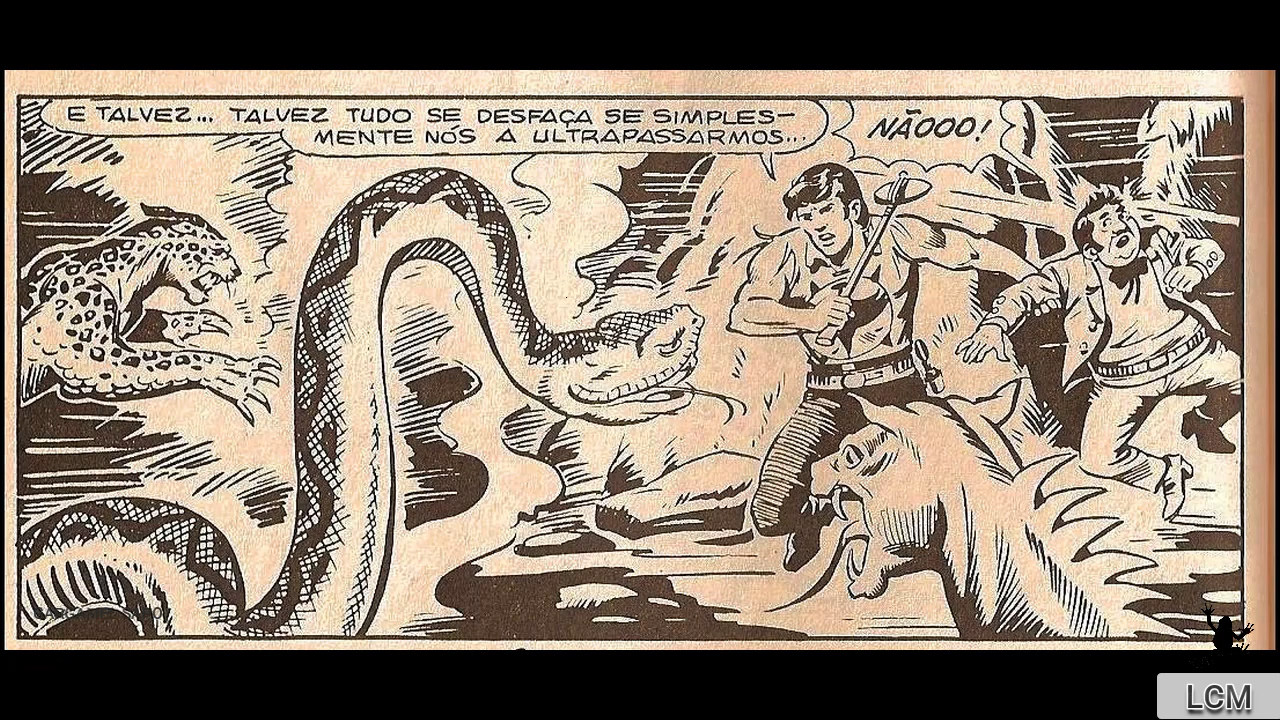 E TALVEZ... TALVEZ TUDO SE DESFAÇA SE SIMPLES-
MENTE NÓS A ULTRAPASSARMOS...
NÃOOO!
LCM